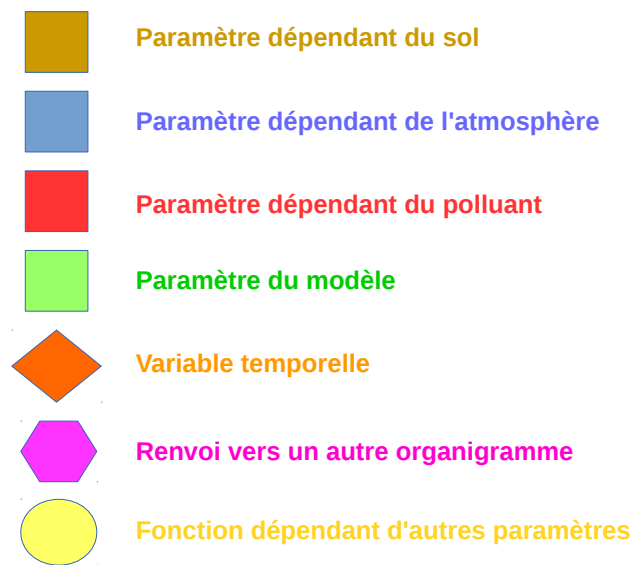 Paramètre dépendant du sol
Paramètre dépendant de l'atmosphère
Paramètre dépendant du polluant
Paramètre du modèle
Variable temporelle
Renvoi vers un autre organigramme
Fonction dépendant d'autres paramètres